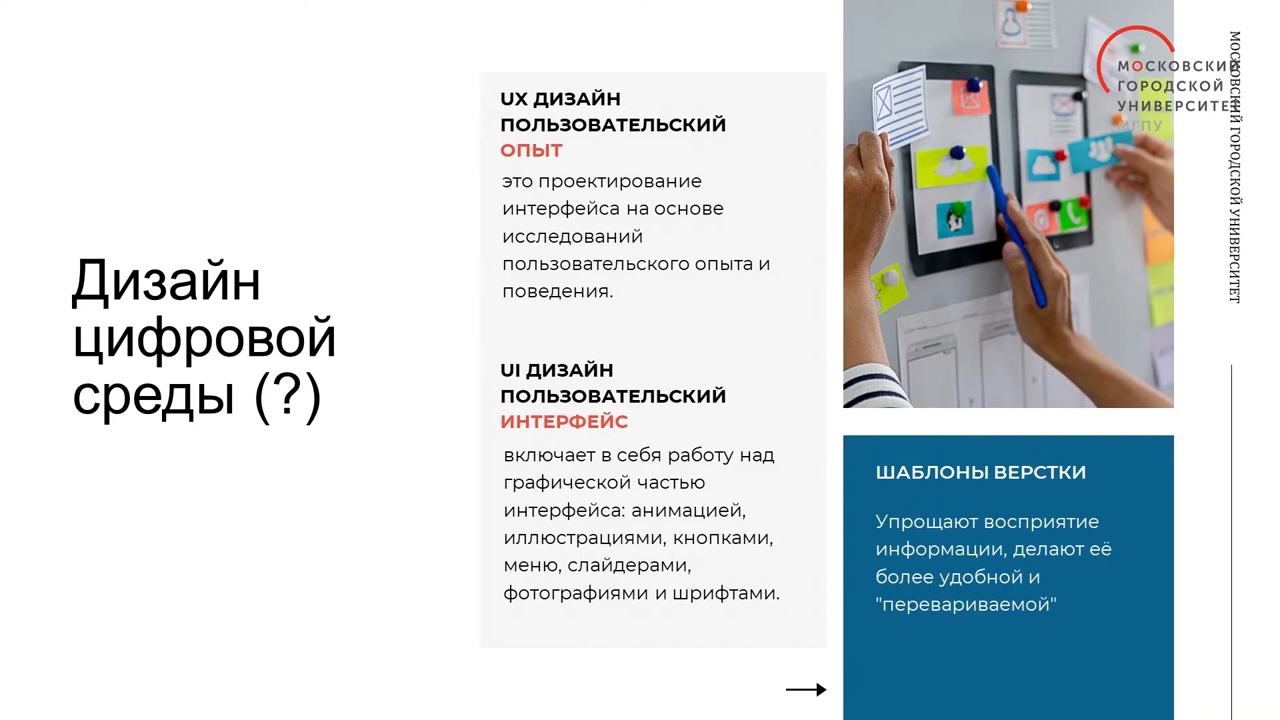 Дизайн
цифровой
среды (?)
UX ДИЗАЙН
ПОЛЬЗОВАТЕЛЬСКИЙ
ОПЫТ
это проектирование
интерфейса на основе
исследований
пользовательского опыта и
поведения.
UI ДИЗАЙН
ПОЛЬЗОВАТЕЛЬСКИЙ
ИНТЕРФЕЙС
включает в себя работу над
графической частью
интерфейса: анимацией,
иллюстрациями, кнопками,
меню, слайдерами,
фотографиями и шрифтами.
МОСКОВСКИЙ
ГОРОДСКОЙ
УНИВЕРСИТЕТ
МГПУ
МОСКОВСКИЙ ГОРОДСКОЙ УНИВЕРСИТЕТ
ШАБЛОНЫ ВЕРСТКИ
Упрощают восприятие
информации, делают её
более удобной и
"перевариваемой"